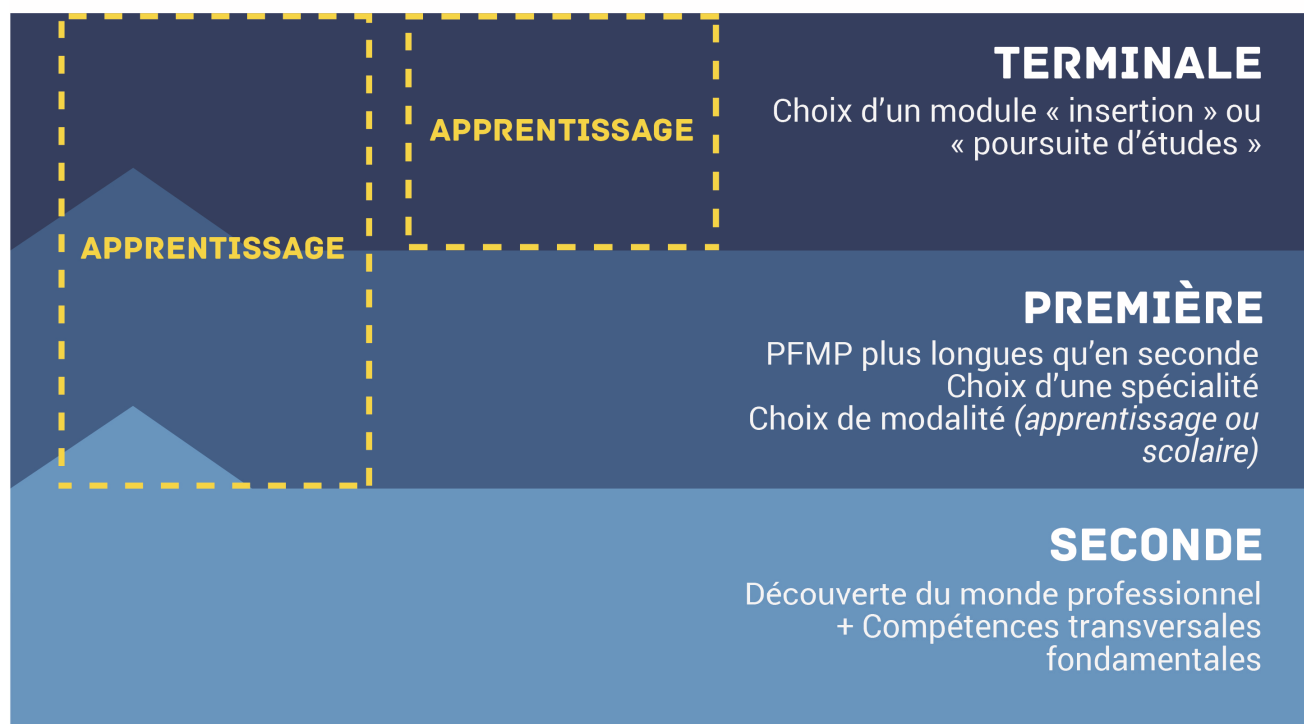 TERMINALE
Choix d'un module « insertion » ou
« poursuite d'études »
APPRENTISSAGE
APPRENTISSAGE
PREMIÈRE
PFMP plus longues qu'en seconde
Choix d'une spécialité
Choix de modalité (apprentissage ou
scolaire)
SECONDE
Découverte du monde professionnel
+ Compétences transversales
fondamentales